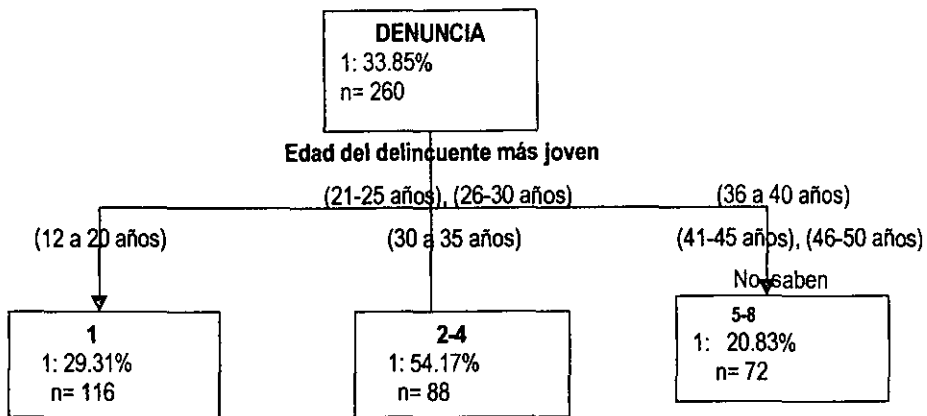 DENUNCIA
1: 33.85%
n= 260
Edad del delincuente más joven
(21-25 años), (26-30 años)
(36 a 40 años)
(12 a 20 años)
(30 a 35 años)
(41-45 años), (46-50 años)
No saben
1
1: 29.31%
n= 116
2-4
1: 54.17%
n= 88
5-8
1: 20.83%
n= 72